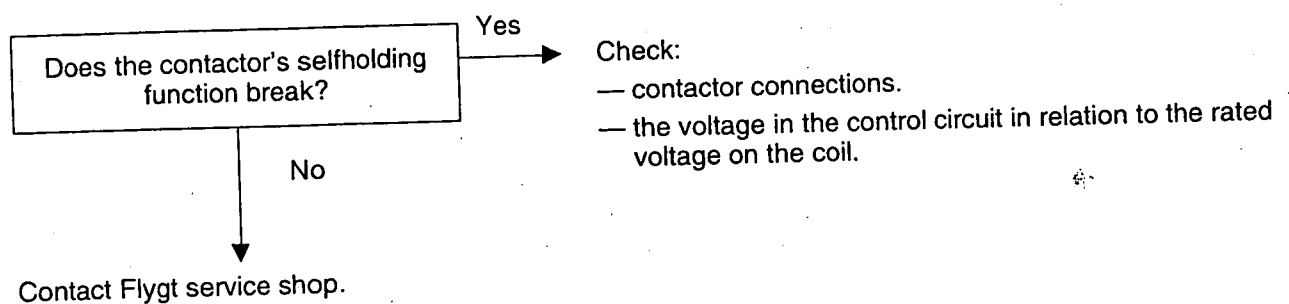 Does the contactor's selfholding
function break?
Yes
Check:
— contactor connections.
— the voltage in the control circuit in relation to the rated
voltage on the coil.
No
Contact Flygt service shop.